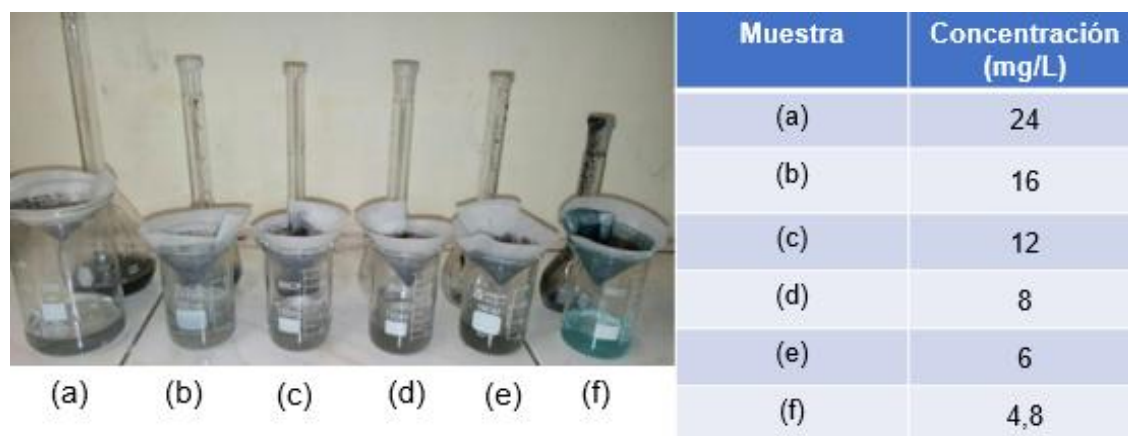 Muestra Concentración
(mg/L)
(a) 24
(b) 16
(c) 12
(d) 8
(e) 6
(f) 4,8
(a) (b) (c) (d) (e) (f)